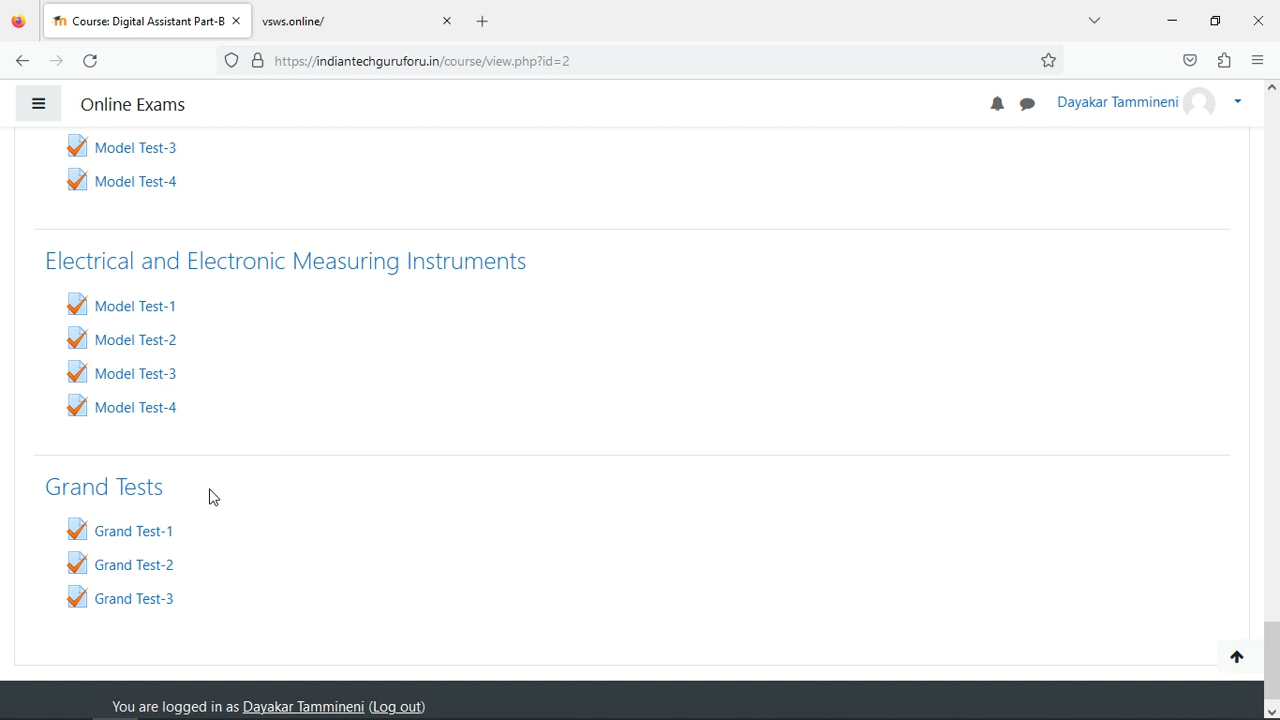 Course: Digital Assistant Part-B
vsws.online/
https://indiantechguruforu.in/course/view.php?id=2
Online Exams
Dayakar Tammineni
Model Test-3
Model Test-4
Electrical and Electronic Measuring Instruments
Model Test-1
Model Test-2
Model Test-3
Model Test-4
Grand Tests
Grand Test-1
Grand Test-2
Grand Test-3
You are logged in as Dayakar Tammineni (Log out)